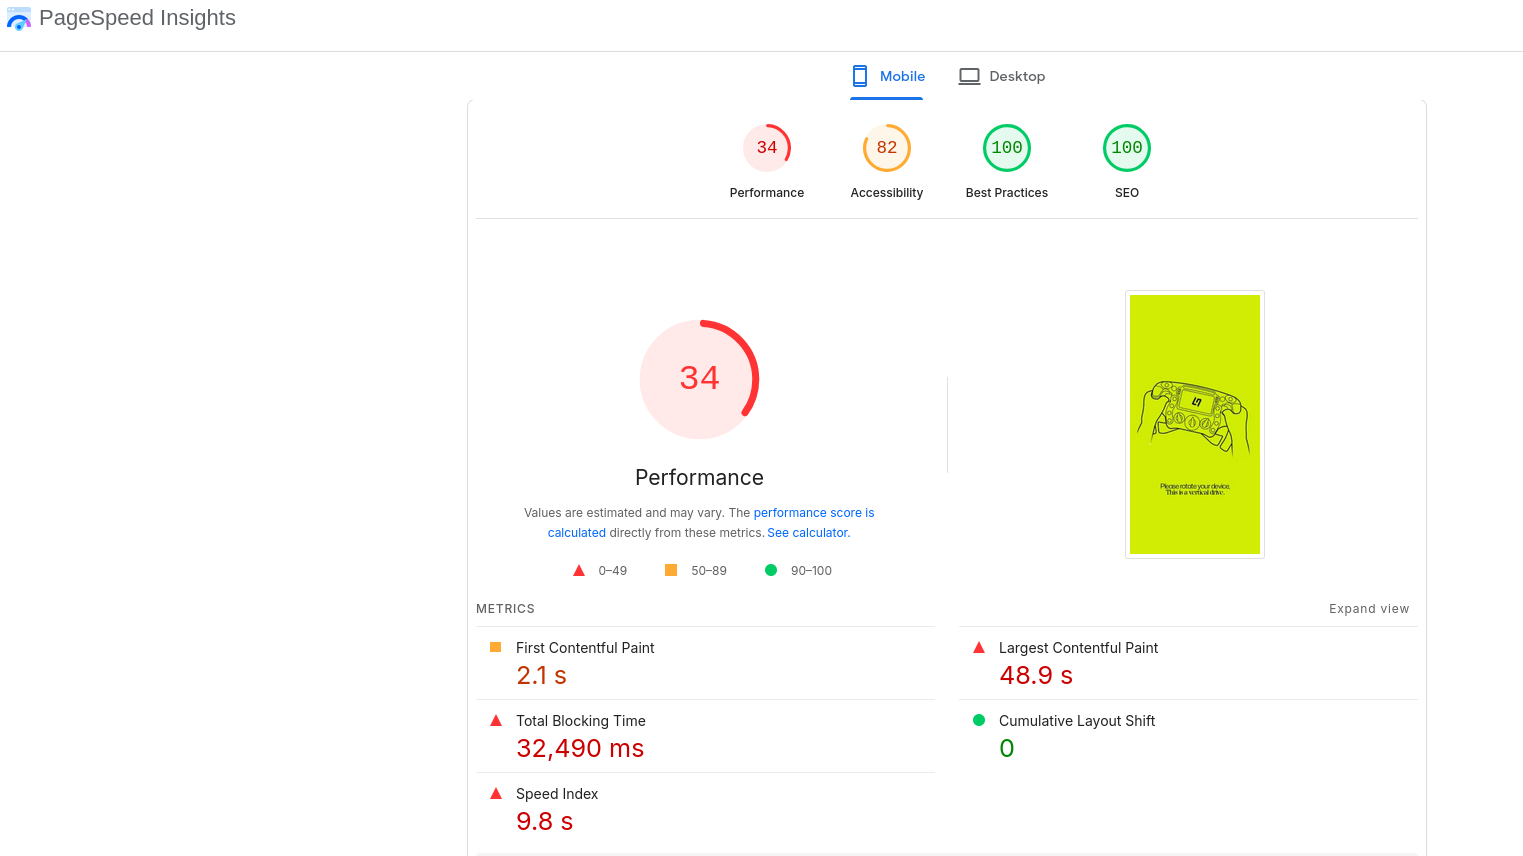 PageSpeed Insights
Mobile
Desktop
34
82
100
100
Performance
Accessibility
Best Practices
SEO
34
Performance
Values are estimated and may vary. The performance score is
calculated directly from these metrics. See calculator.
0–49
50–89
90–100
Please rotate your device,
This is a vertical drive.
METRICS
Expand view
First Contentful Paint
2.1 s
Largest Contentful Paint
48.9 s
Total Blocking Time
32,490 ms
Cumulative Layout Shift
0
Speed Index
9.8 s